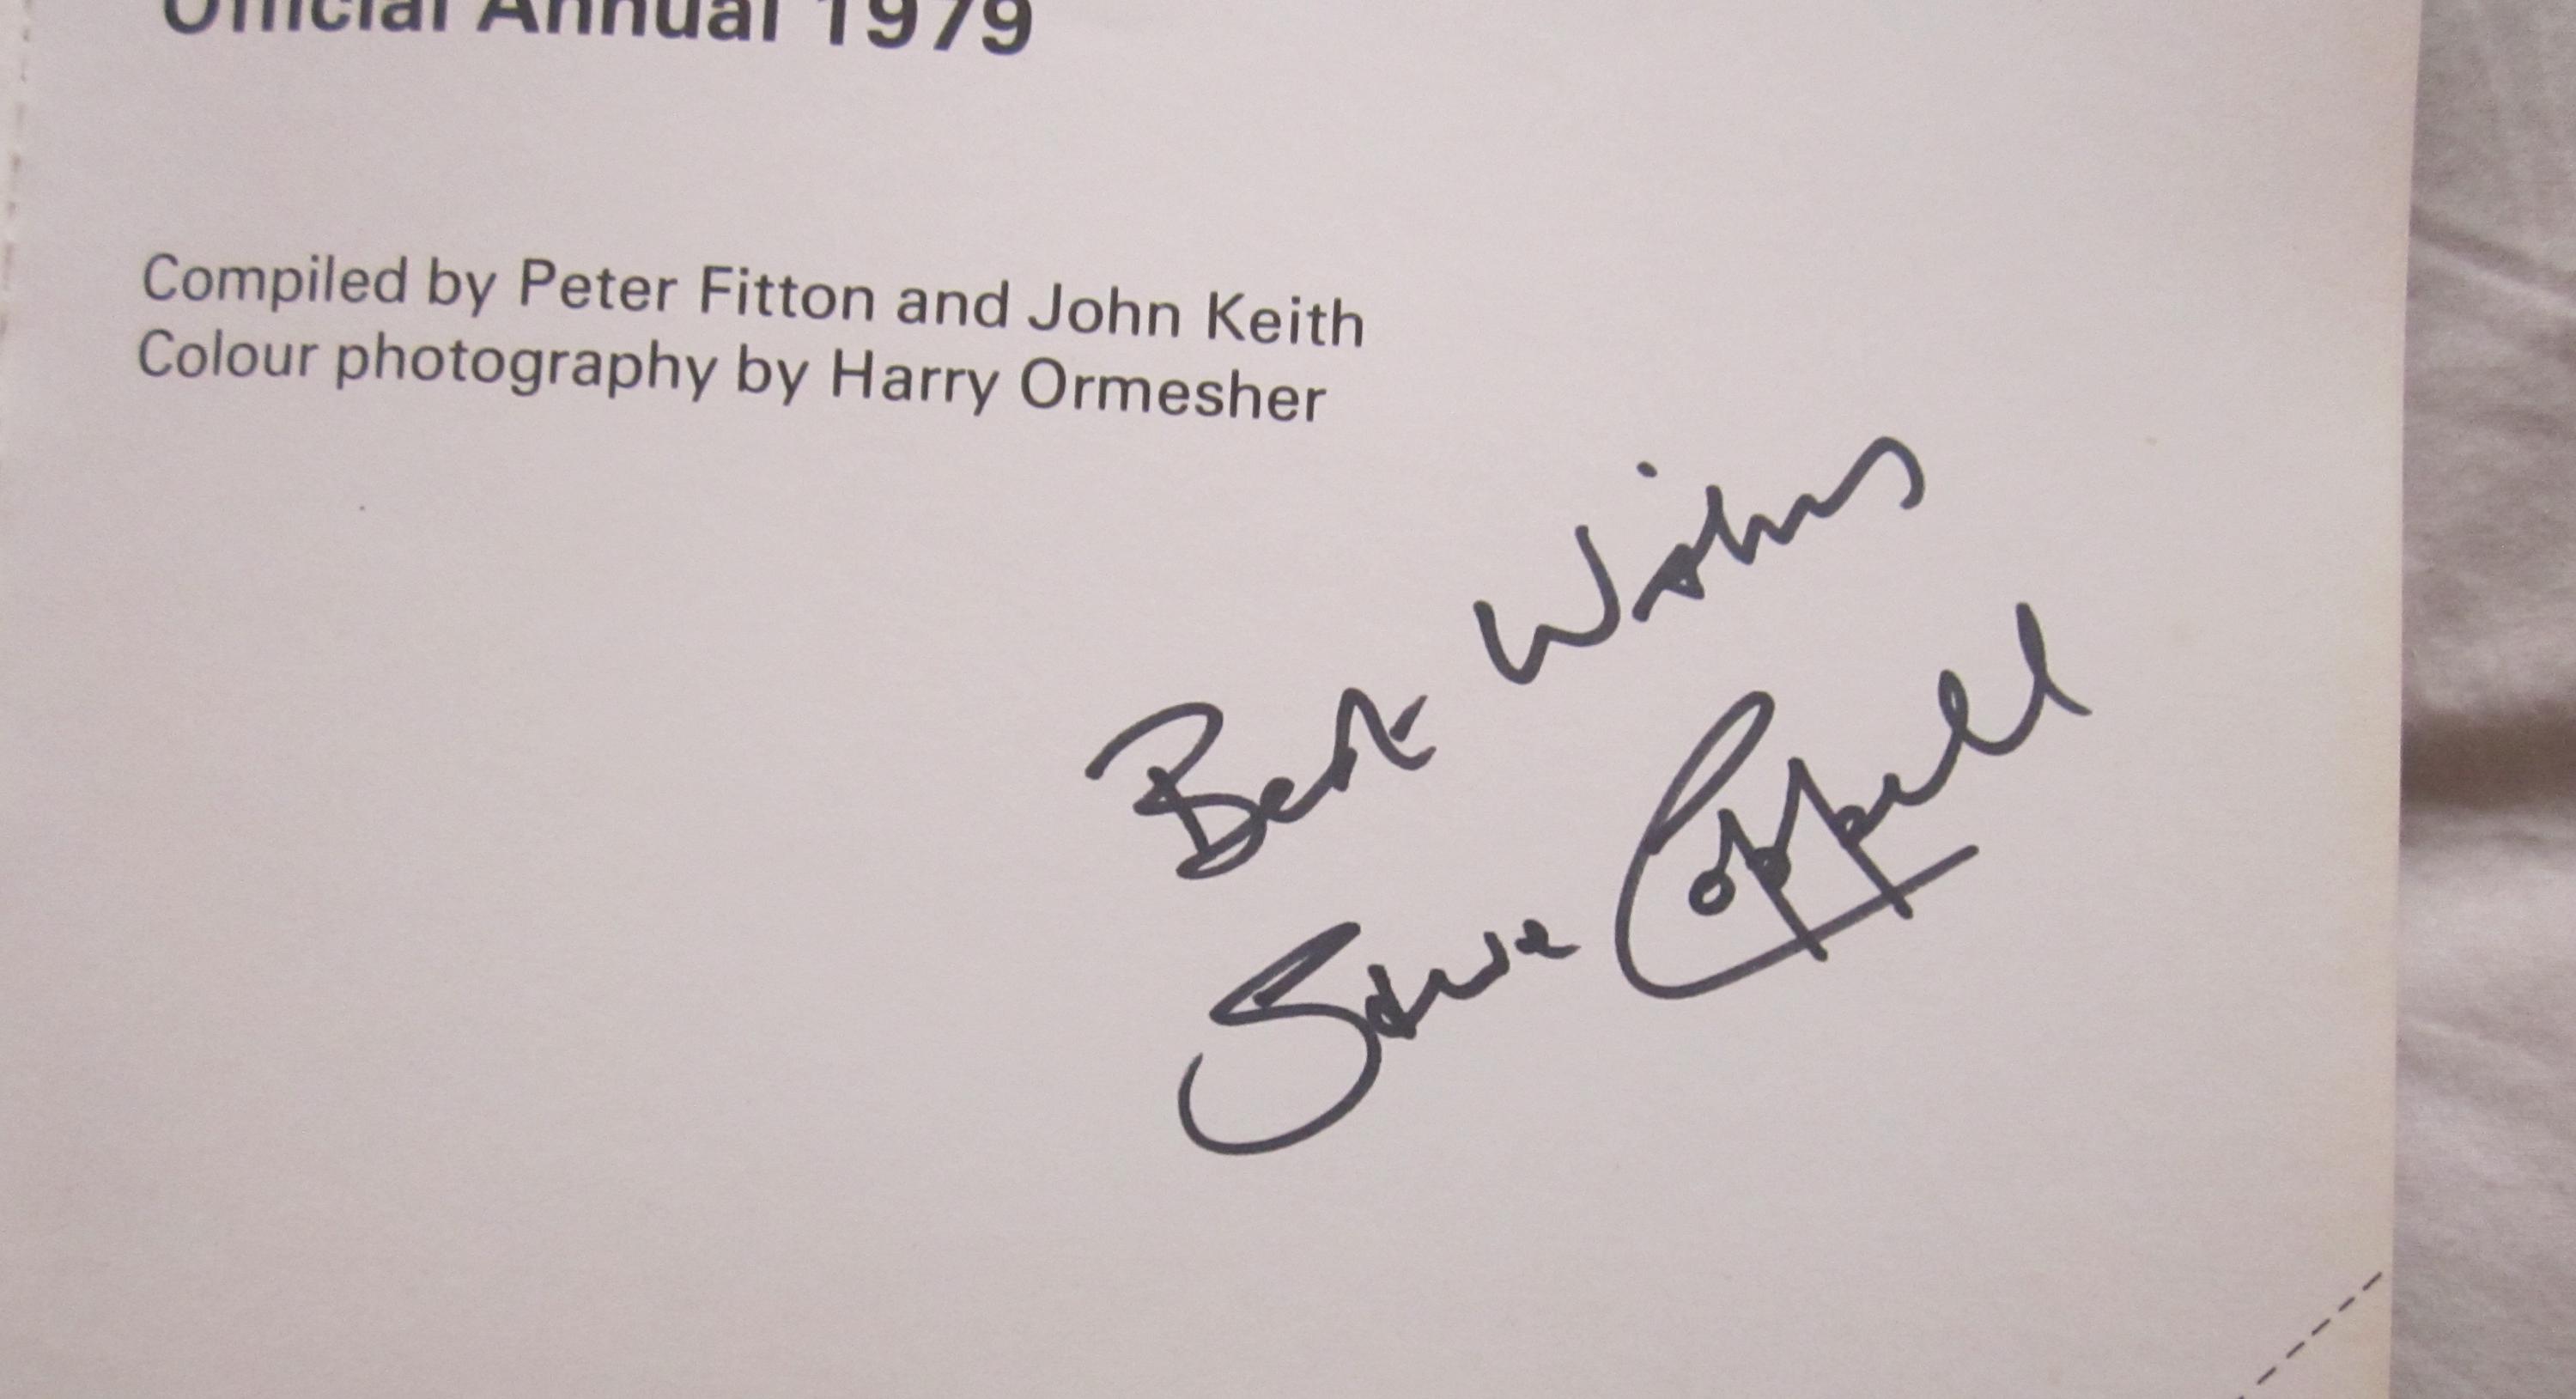 Official Annual 1979
Compiled by Peter Fitton and John Keith
Colour photography by Harry Ormesher
Best Wishes
Steve Coppell